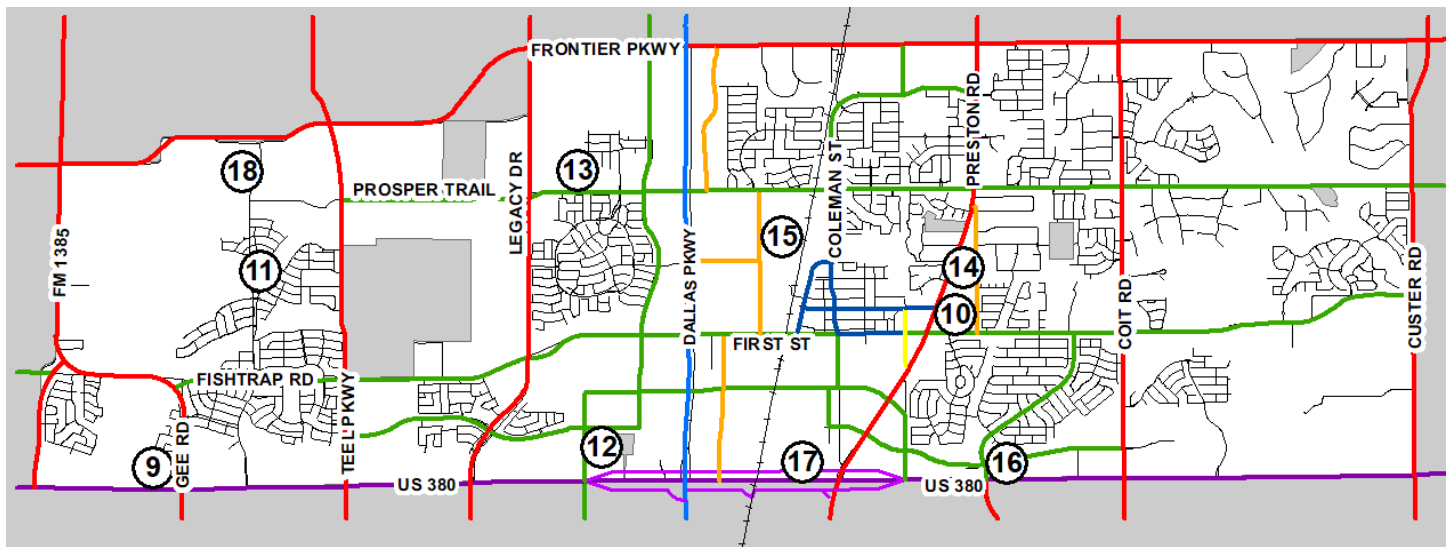 FRONTIER PKWY
18
13
PROSPER TRAIL
LEGACY DR
COLEMAN ST
PRESTON RD
FM 1385
11
15
14
DALLAS PKWY
10
COIT RD
CUSTER RD
FIRST ST
FISHTRAP RD
TEEL PKWY
GEE RD
9
12
17
16
US 380
US 380